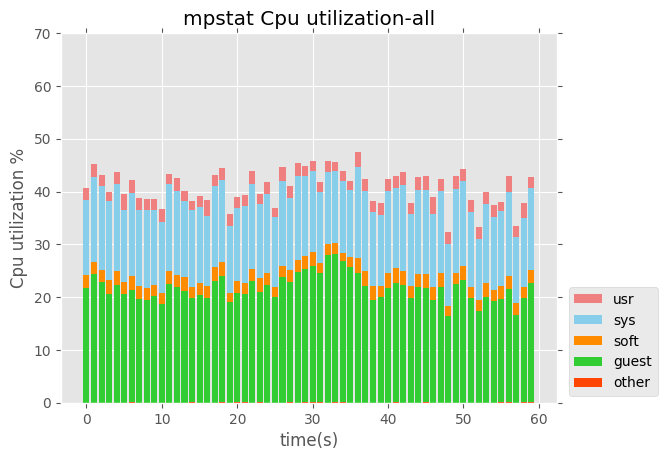 mpstat Cpu utilization-all
70
60
50
40
30
20
10
0
Cpu utilization %
0
10
20
30
40
50
60
time(s)
usr
sys
soft
guest
other